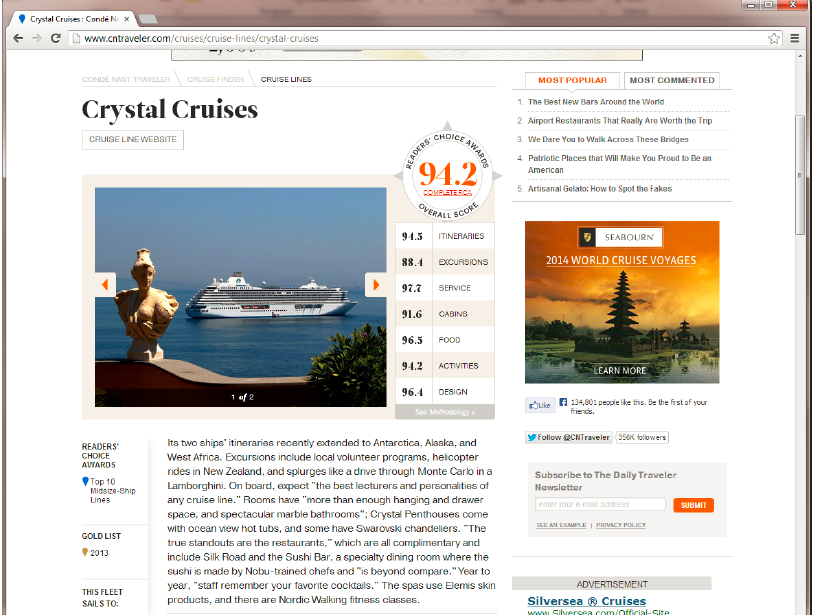 Crystal Cruises : Condé N
www.cntraveler.com/cruises/cruise-lines/crystal-cruises
CONDÉ NAST TRAVELER
CRUISE FINDER
CRUISE LINES
Crystal Cruises
CRUISE LINE WEBSITE
READERS' CHOICE AWARDS
94.2
COMPLETE RCA
OVERALL SCORE
94.5 ITINERARIES
88.4 EXCURSIONS
97.7 SERVICE
91.6 CABINS
96.5 FOOD
94.2 ACTIVITIES
96.4 DESIGN
See Methodology »
1 of 2
READERS'
CHOICE
AWARDS
Top 10
Midsize-Ship
Lines
GOLD LIST
2013
THIS FLEET
SAILS TO:
Its two ships' itineraries recently extended to Antarctica, Alaska, and
West Africa. Excursions include local volunteer programs, helicopter
rides in New Zealand, and splurges like a drive through Monte Carlo in a
Lamborghini. On board, expect "the best lecturers and personalities of
any cruise line." Rooms have "more than enough hanging and drawer
space, and spectacular marble bathrooms"; Crystal Penthouses come
with ocean view hot tubs, and some have Swarovski chandeliers. "The
true standouts are the restaurants," which are all complimentary and
include Silk Road and the Sushi Bar, a specialty dining room where the
sushi is made by Nobu-trained chefs and "is beyond compare." Year to
year, "staff remember your favorite cocktails." The spas use Elemis skin
products, and there are Nordic Walking fitness classes.
MOST POPULAR
MOST COMMENTED
1. The Best New Bars Around the World
2. Airport Restaurants That Really Are Worth the Trip
3. We Dare You to Walk Across These Bridges
4. Patriotic Places that Will Make You Proud to Be an
American
5. Artisanal Gelato: How to Spot the Fakes
SEABOURN
2014 WORLD CRUISE VOYAGES
LEARN MORE
Like
134,801 people like this. Be the first of your
friends.
Follow @CNTraveler
356K followers
Subscribe to The Daily Traveler
Newsletter
enter your e-mail address
SUBMIT
SEE AN EXAMPLE | PRIVACY POLICY
ADVERTISEMENT
Silversea ® Cruises
www.Silversea.com/Official-Site